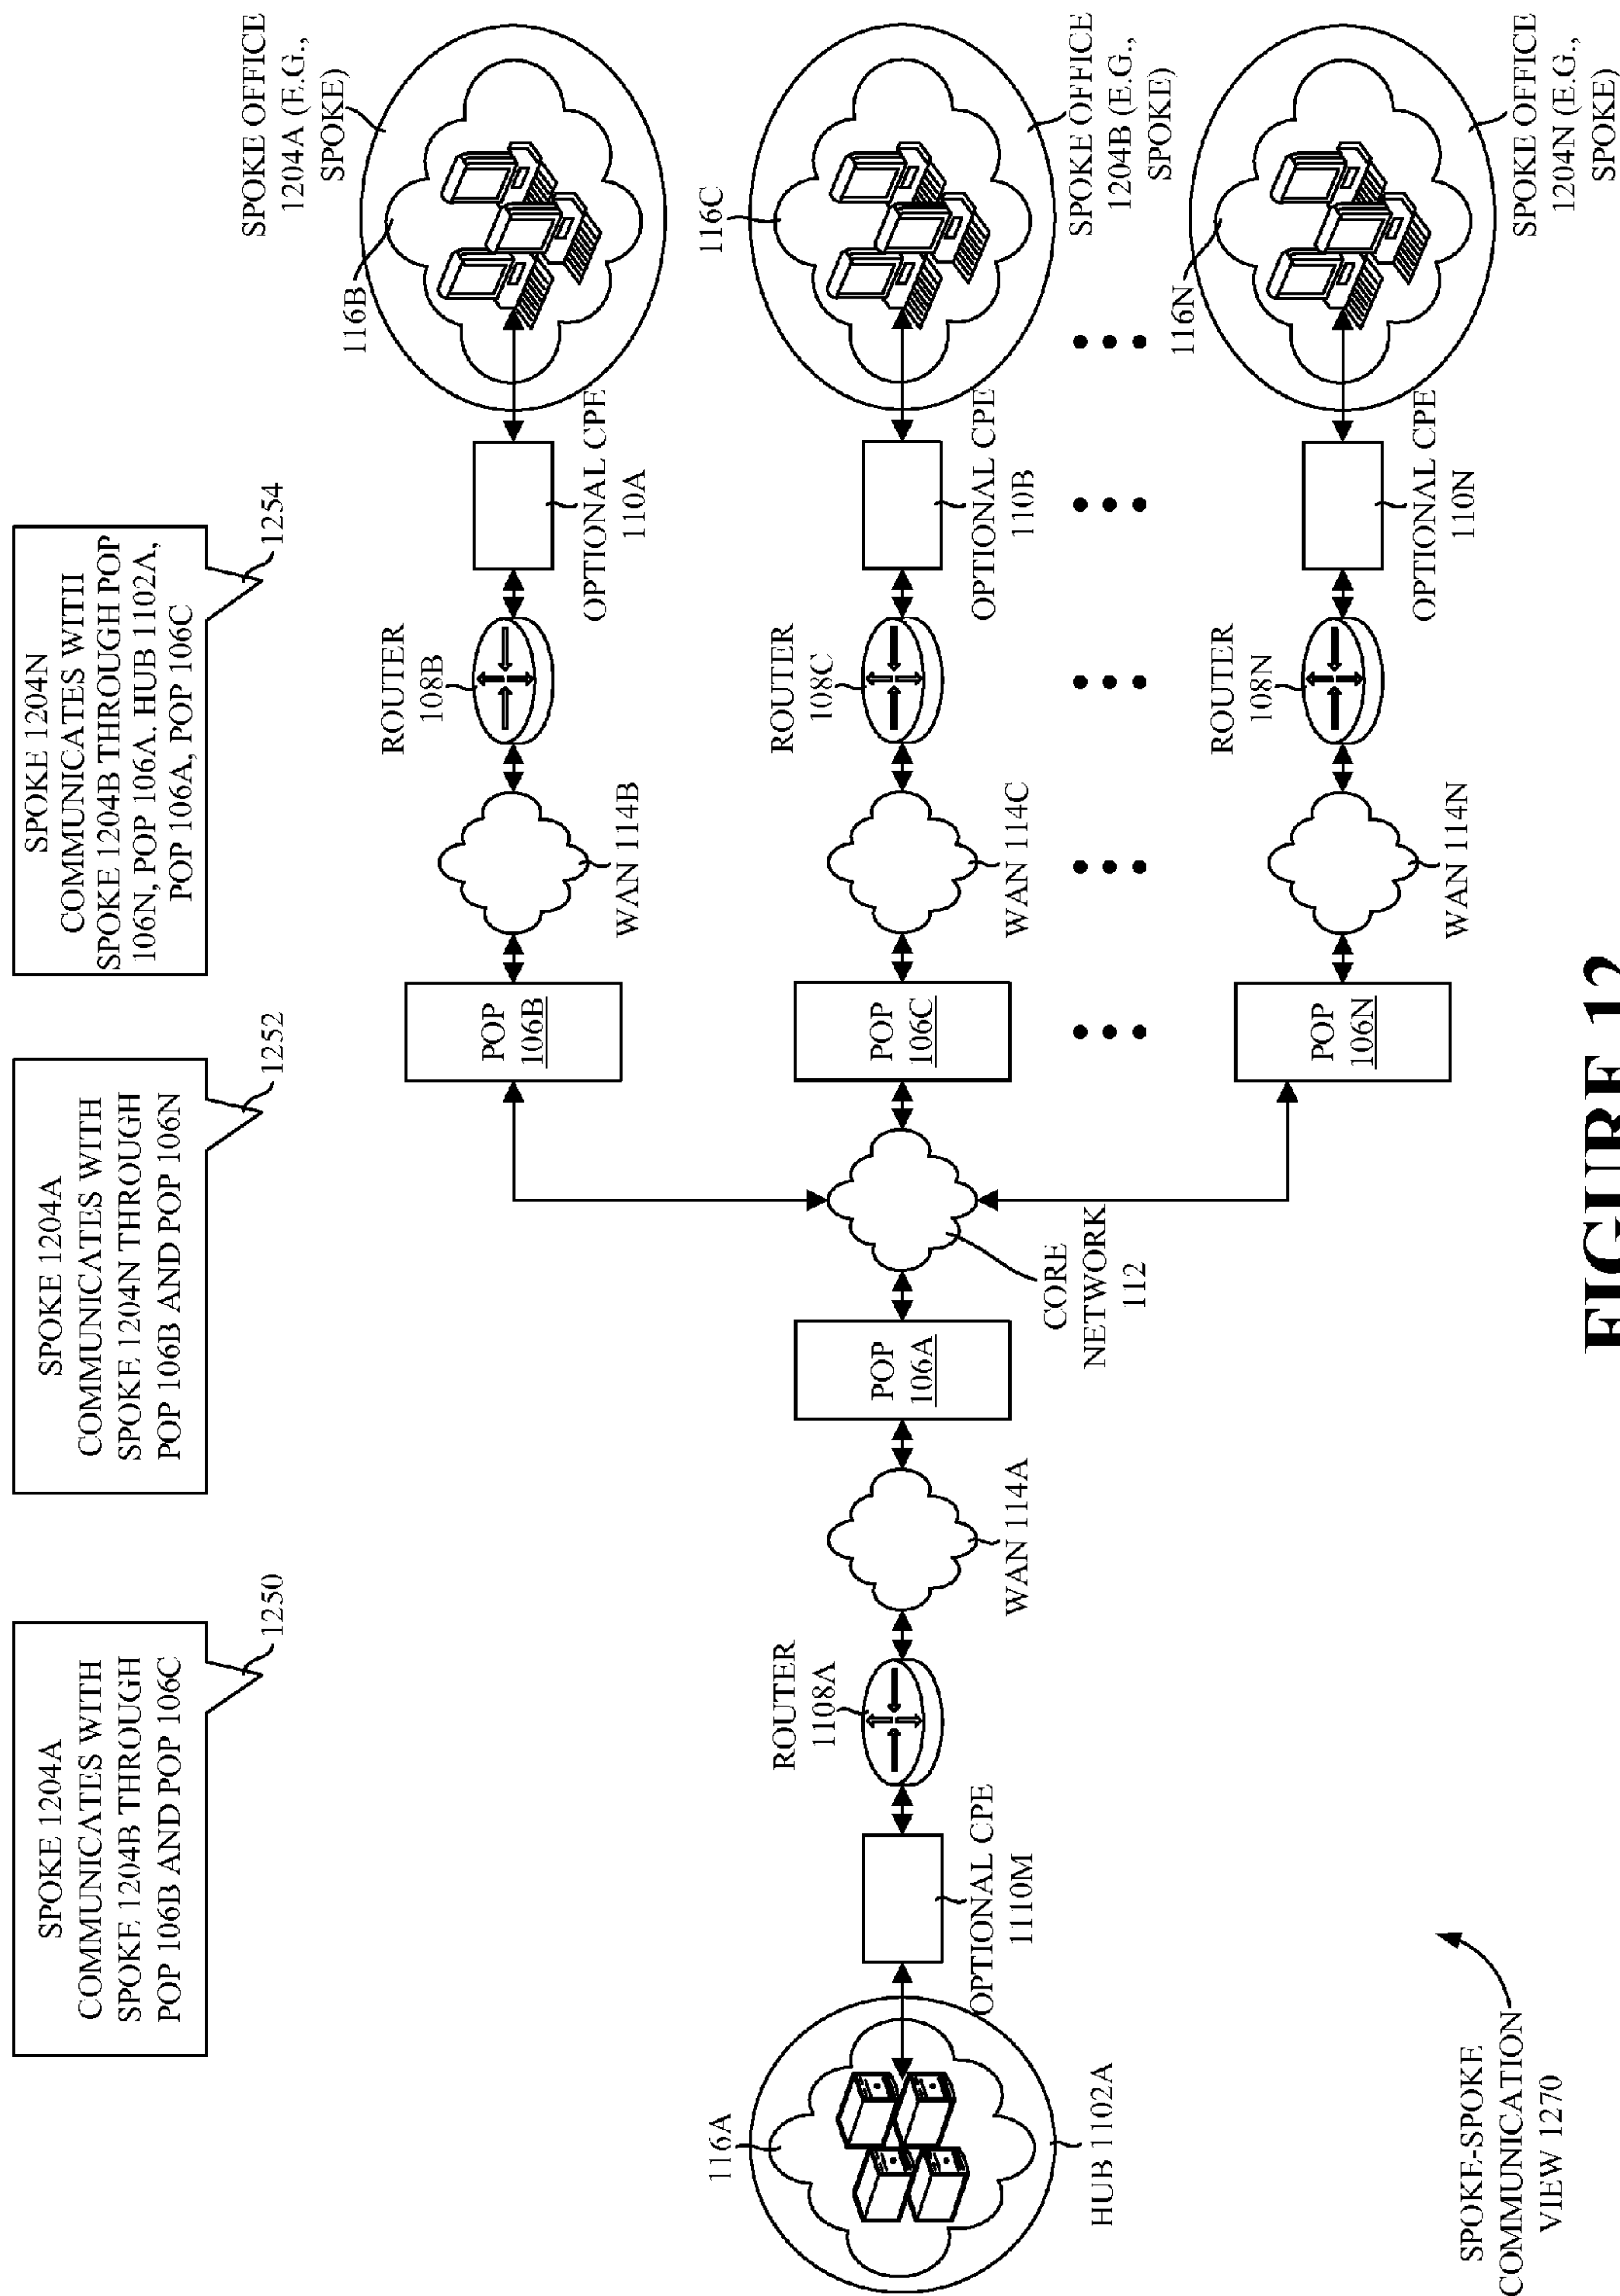 SPOKE 1204A
COMMUNICATES WITH
SPOKE 1204B THROUGH
POP 106B AND POP 106C
1250
SPOKE 1204A
COMMUNICATES WITH
SPOKE 1204N THROUGH
POP 106B AND POP 106N
1252
SPOKE 1204N
COMMUNICATES WITH
SPOKE 1204B THROUGH POP
106N, POP 106A. HUB 1102A,
POP 106A, POP 106C
1254
SPOKE OFFICE
1204A (E.G.,
SPOKE)
116B
OPTIONAL CPE
110A
ROUTER
108B
WAN 114B
POP
106B
116A
HUB 1102A
OPTIONAL CPE
1110M
ROUTER
1108A
WAN 114A
POP
106A
CORE
NETWORK
112
POP
106C
WAN 114C
ROUTER
108C
OPTIONAL CPE
110B
116C
SPOKE OFFICE
1204B (E.G.,
SPOKE)
POP
106N
WAN 114N
ROUTER
108N
OPTIONAL CPE
110N
116N
SPOKE OFFICE
1204N (E.G.,
SPOKE)
SPOKE-SPOKE
COMMUNICATION
VIEW 1270
FIGURE 12